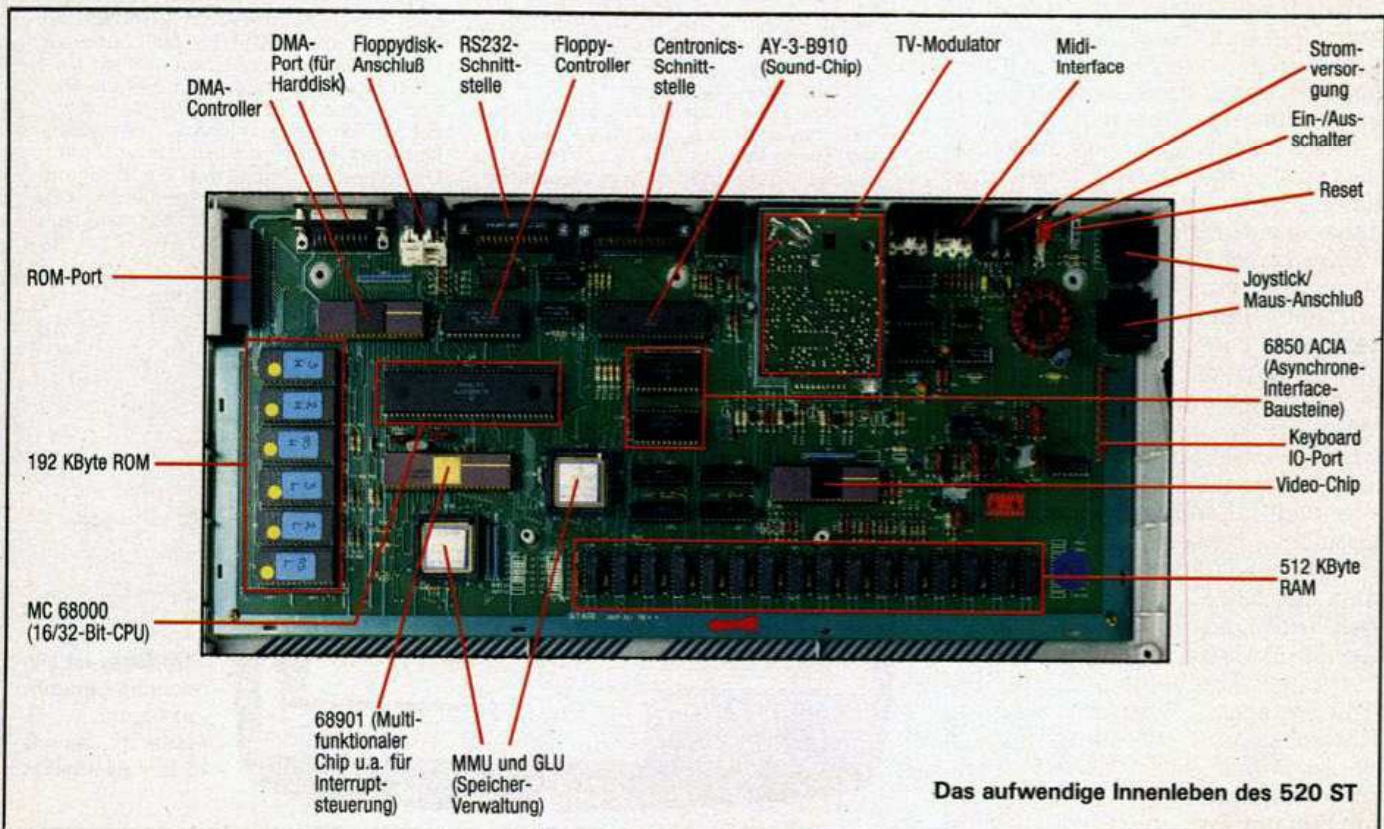 DMA-
Port (für
Harddisk)
Floppydisk-
Anschluß
RS232-
Schnitt-
stelle
Floppy-
Controller
Centronics-
Schnitt-
stelle
AY-3-B910
(Sound-Chip)
TV-Modulator
Midi-
Interface
Strom-
versor-
gung
Ein-/Aus-
schalter
Reset
DMA-
Controller
ROM-Port
Joystick/
Maus-Anschluß
6850 ACIA
(Asynchrone-
Interface-
Bausteine)
192 KByte ROM
Keyboard
IO-Port
Video-Chip
512 KByte
RAM
MC 68000
(16/32-Bit-CPU)
68901 (Multi-
funktionaler
Chip u.a. für
Interrupt-
steuerung)
MMU und GLU
(Speicher-
Verwaltung)
Das aufwendige Innenleben des 520 ST